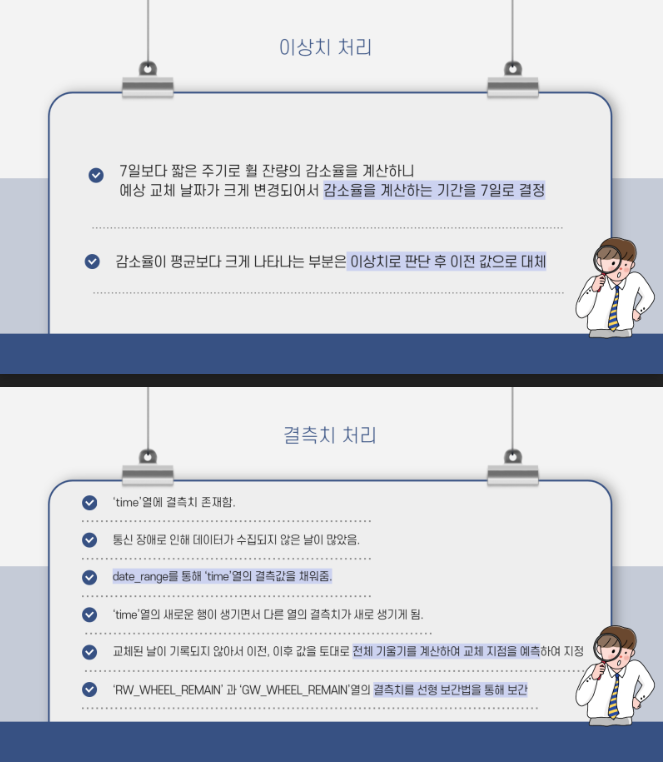 이상치 처리
7일보다 짧은 주기로 휠 잔량의 감소율을 계산하니
예상 교체 날짜가 크게 변경되어서 감소율을 계산하는 기간을 7일로 결정
감소율이 평균보다 크게 나타나는 부분은 이상치로 판단 후 이전 값으로 대체
결측치 처리
'time'열에 결측치 존재함.
통신 장애로 인해 데이터가 수집되지 않은 날이 많았음.
date_range를 통해 'time'열의 결측값을 채워줌.
'time'열의 새로운 행이 생기면서 다른 열의 결측치가 새로 생기게 됨.
교체된 날이 기록되지 않아서 이전, 이후 값을 토대로 전체 기울기를 계산하여 교체 지점을 예측하여 지정
'RW_WHEEL_REMAIN' 과 'GW_WHEEL_REMAIN'열의 결측치를 선형 보간법을 통해 보간